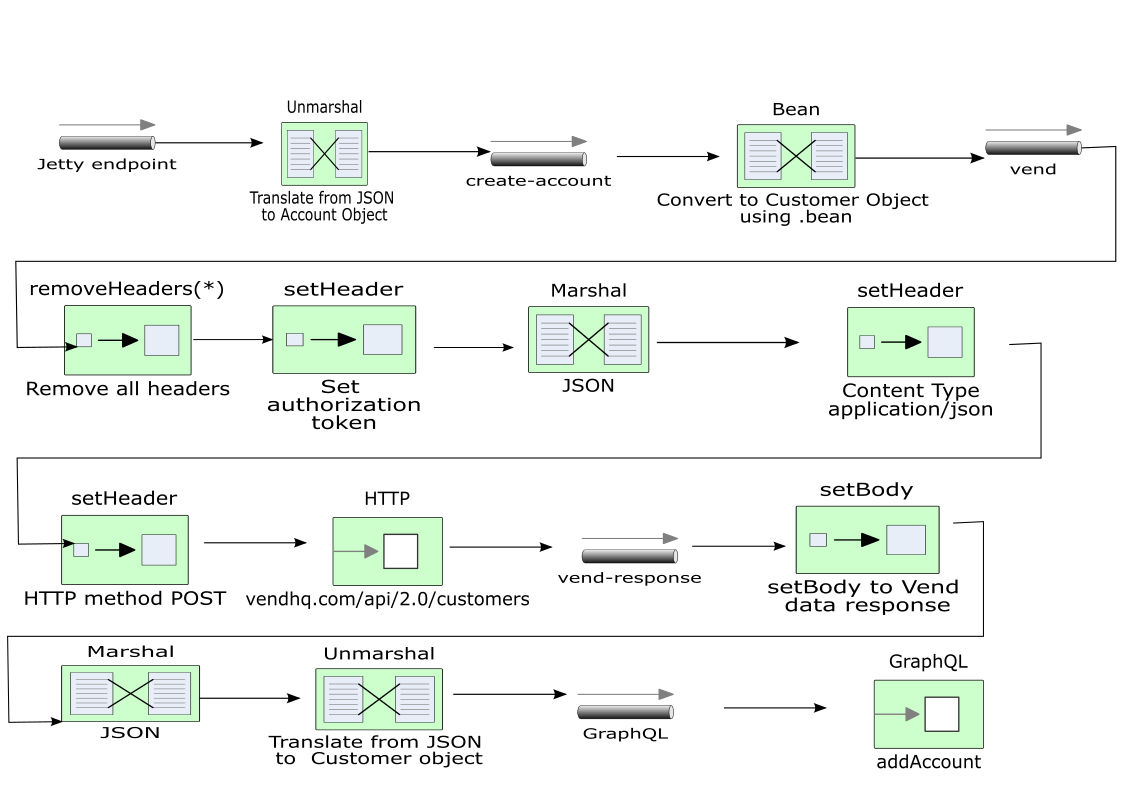 Unmarshal
Bean
Jetty endpoint
Translate from JSON
to Account Object
create-account
Convert to Customer Object
using .bean
vend
removeHeaders(*)
setHeader
Marshal
setHeader
Remove all headers
Set
authorization
token
JSON
Content Type
application/json
setHeader
HTTP
setBody
HTTP method POST
vendhq.com/api/2.0/customers
vend-response
setBody to Vend
data response
Marshal
Unmarshal
GraphQL
JSON
Translate from JSON
to Customer object
GraphQL
addAccount